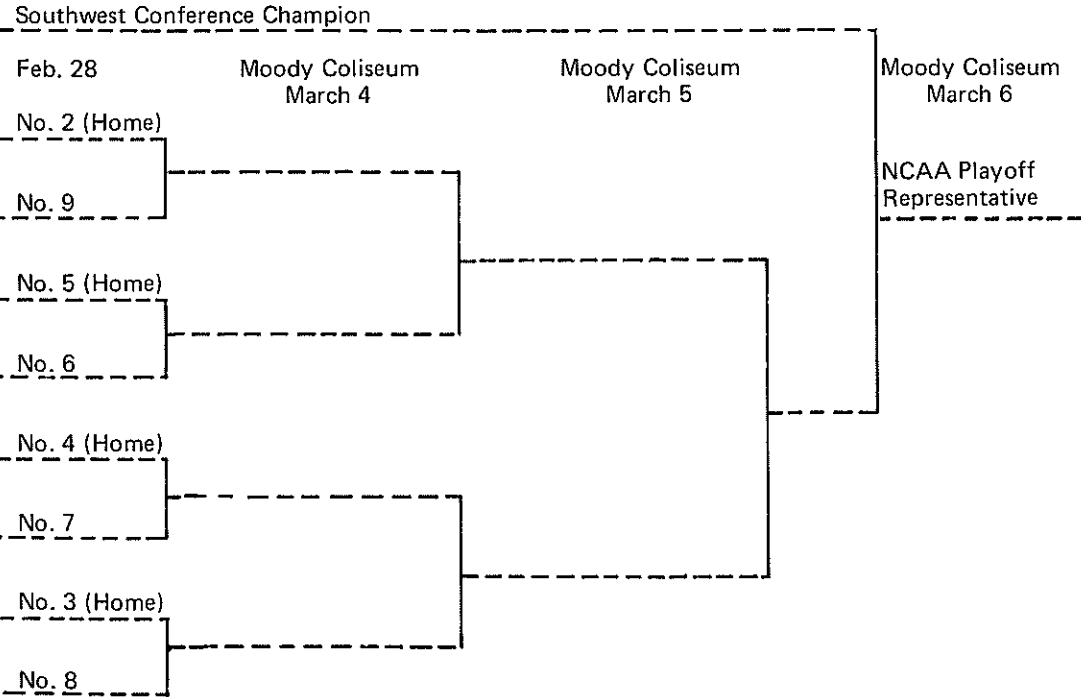 Southwest Conference Champion
Feb. 28
Moody Coliseum
March 4
Moody Coliseum
March 5
Moody Coliseum
March 6
No. 2 (Home)
No. 9
NCAA Playoff
Representative
No. 5 (Home)
No. 6
No. 4 (Home)
No. 7
No. 3 (Home)
No. 8